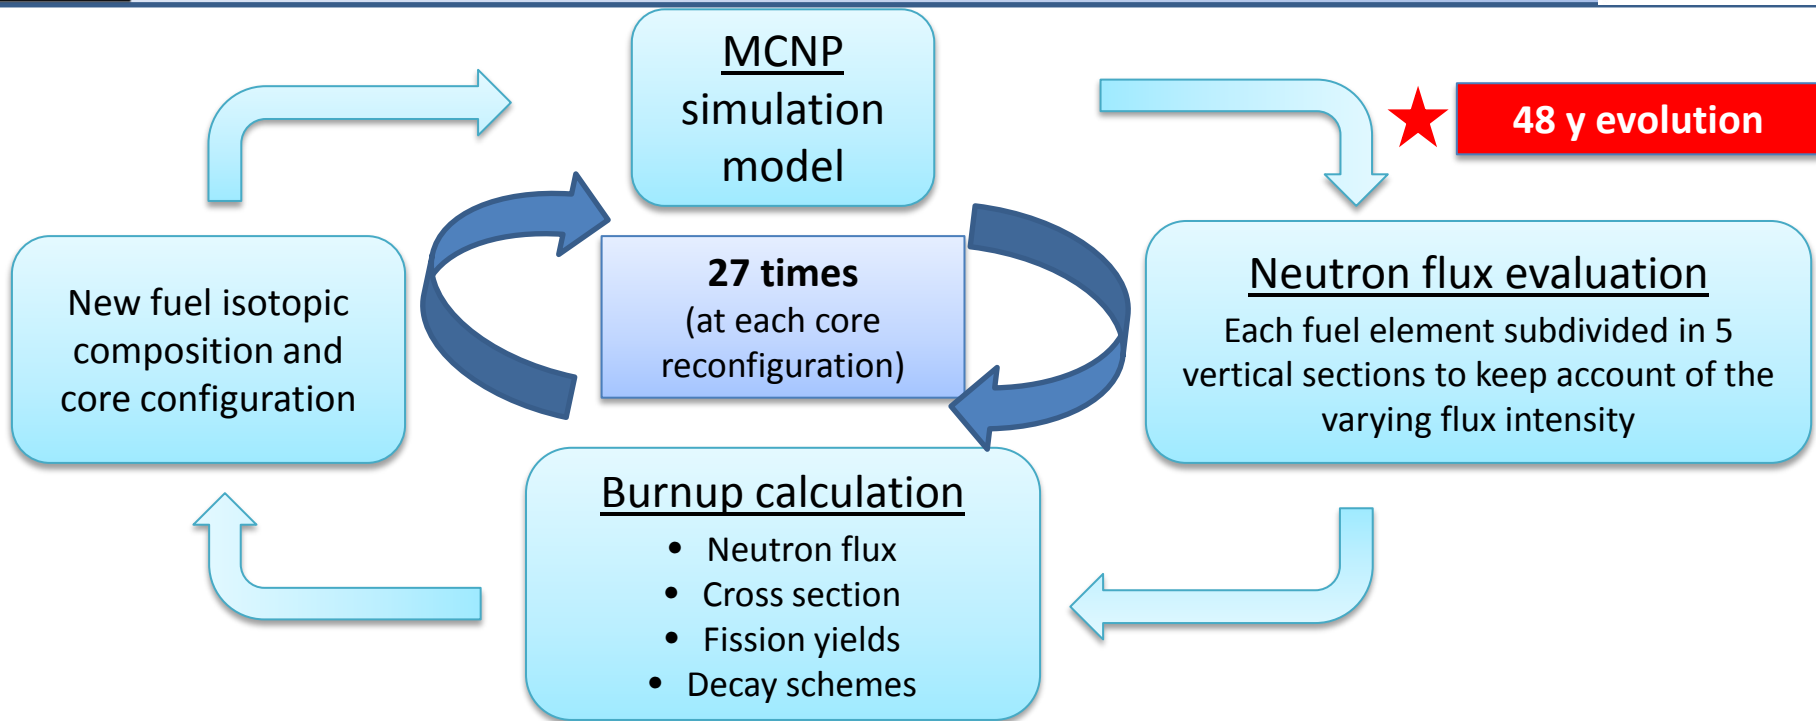 MCNP
simulation
model
48 y evolution
Neutron flux evaluation
Each fuel element subdivided in 5
vertical sections to keep account of the
varying flux intensity
27 times
(at each core
reconfiguration)
New fuel isotopic
composition and
core configuration
Burnup calculation
• Neutron flux
• Cross section
• Fission yields
• Decay schemes